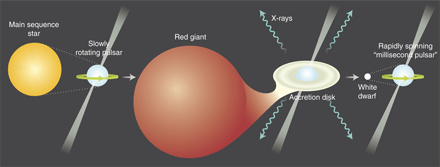 Main sequence
star
Slowly
rotating pulsar
Red giant
X-rays
Accretion disk
White
dwarf
Rapidly spinning
"millisecond pulsar"